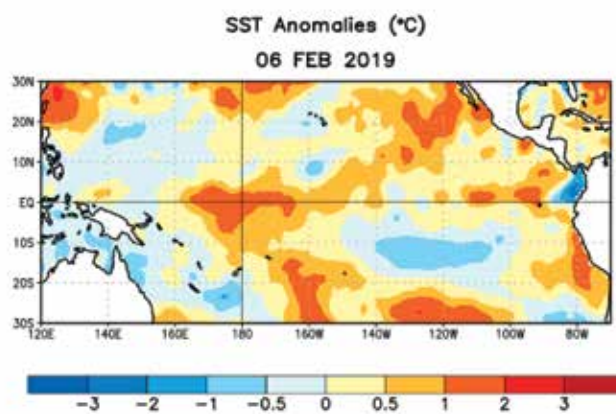 SST Anomalies (°C)
06 FEB 2019
30N
20N
10N
EQ
10S
20S
30S
120E 140E 160E 180 160W 140W 120W 100W 80W
-3 -2 -1 -0.5 0 0.5 1 2 3